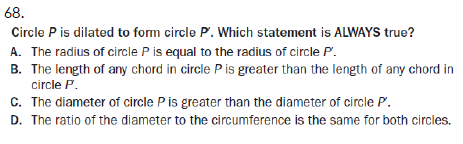 68.
Circle P is dilated to form circle P'. Which statement is ALWAYS true?
A. The radius of circle P is equal to the radius of circle P'.
B. The length of any chord in circle P is greater than the length of any chord in
circle P'.
C. The diameter of circle P is greater than the diameter of circle P'.
D. The ratio of the diameter to the circumference is the same for both circles.